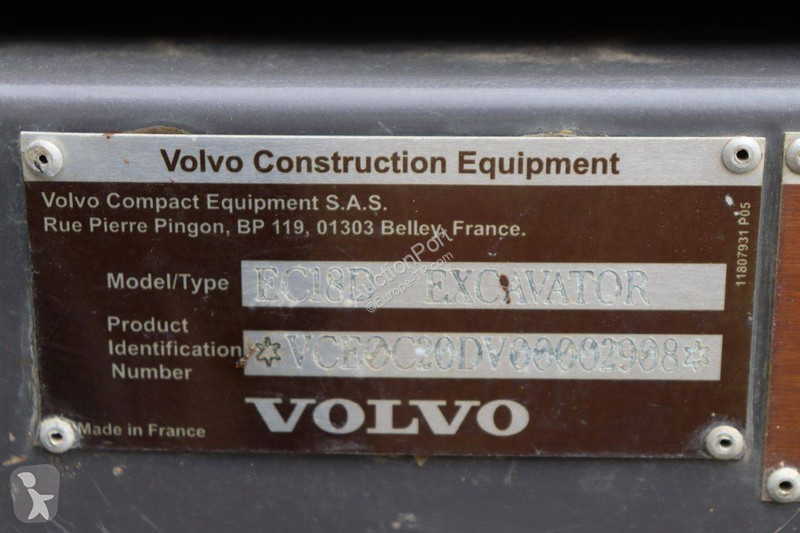 Volvo Construction Equipment
Volvo Compact Equipment S.A.S.
Rue Pierre Pingon, BP 119, 01303 Belley, France.
Model/Type EC18D EXCAVATOR
Product
Identification
Number
*VCE0C20DV00002908*
VOLVO
Made in France
11807931 P05
AuctionPort